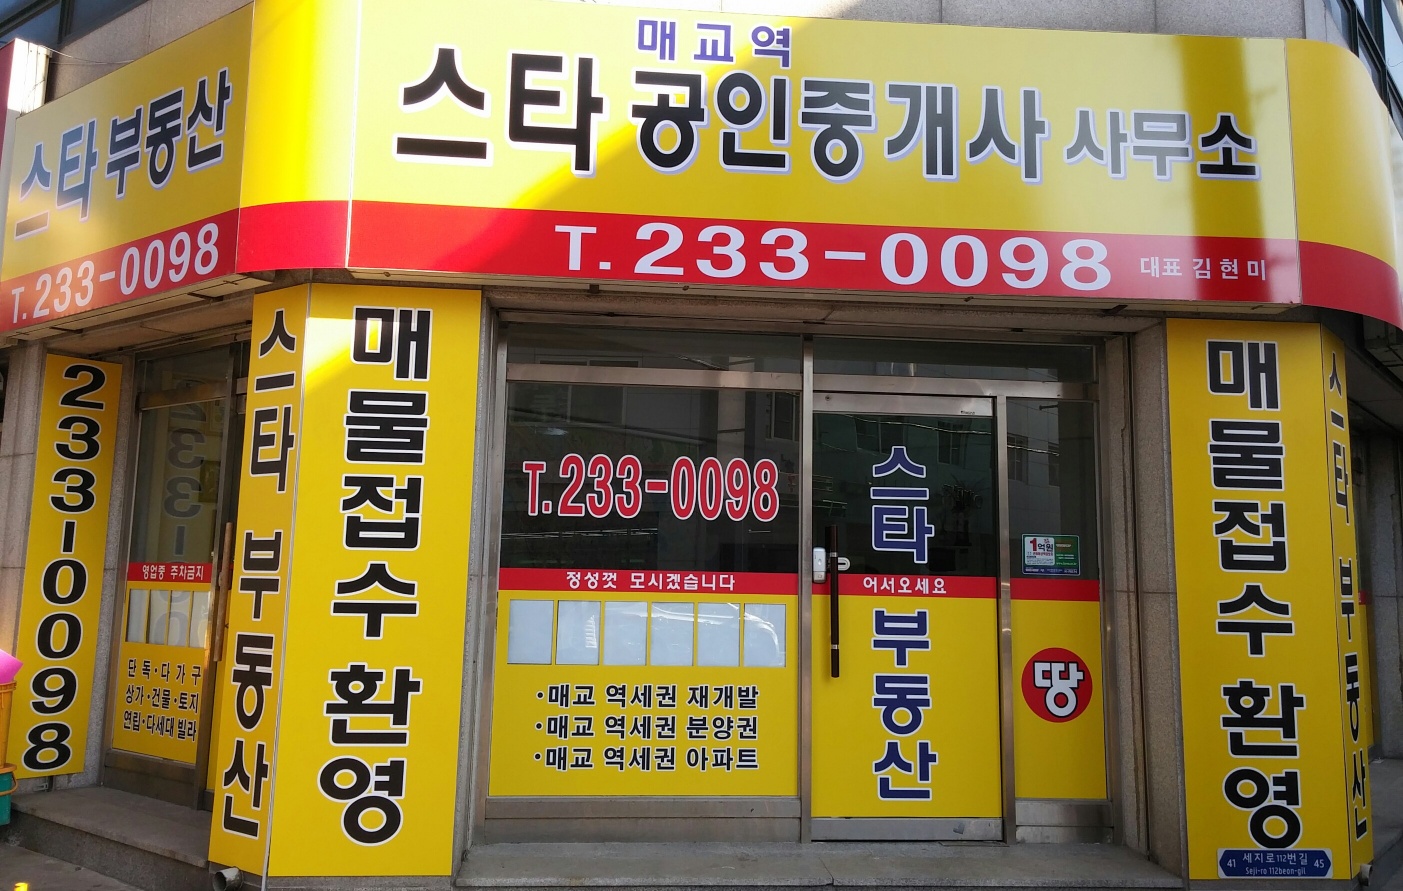 매교역
스타 공인중개사 사무소
T. 233-0098 대표 김현미
스타 부동산
T. 233-0098
233-0098
영업중 주차금지
단독·다가구
상가·건물·토지
연립·다세대 빌라
스타 부동산
매물접수 환영
T. 233-0098
정성껏 모시겠습니다
·매교 역세권 재개발
·매교 역세권 분양권
·매교 역세권 아파트
스타
어서오세요
부동산
1억원
땅
매물접수 환영
스타 부동산
41 세지로112번길 45
Seji-ro 112beon-gil